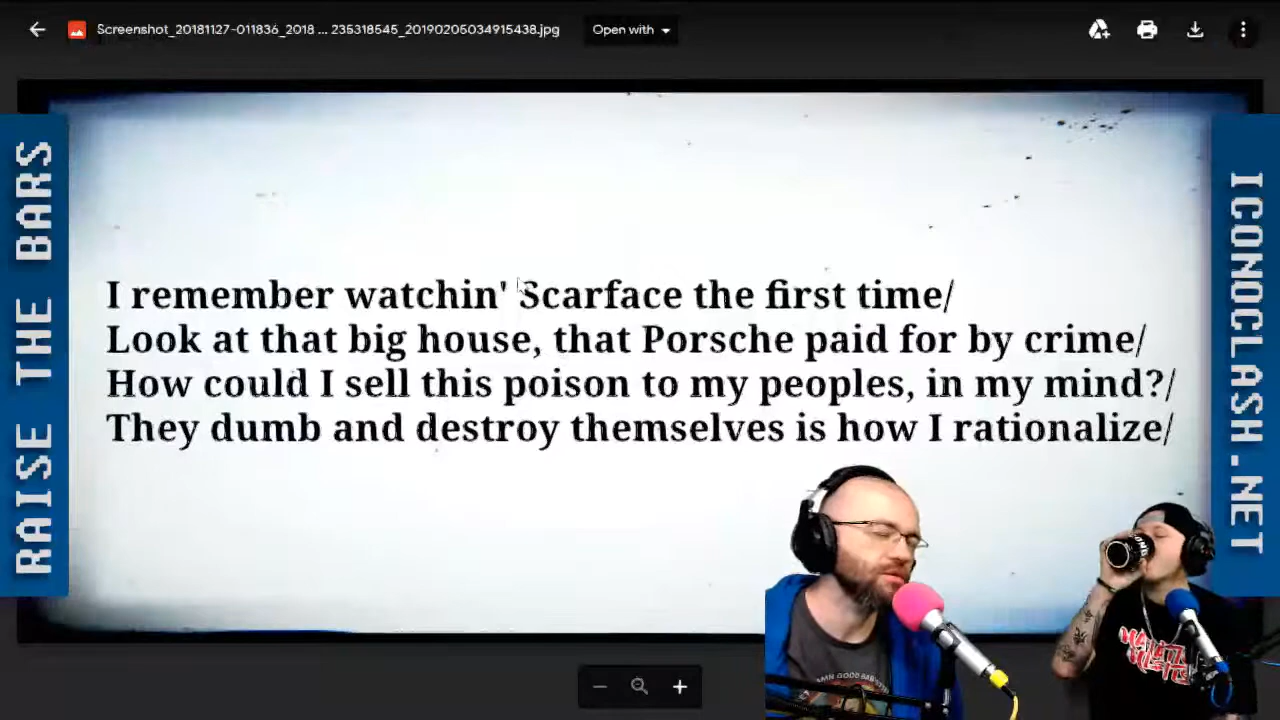 Screenshot_20181127-011836_2018 ... 235318545_20190205034915438.jpg
Open with
RAISE THE BARS
ICONOCLASH.NET
I remember watchin' Scarface the first time/
Look at that big house, that Porsche paid for by crime/
How could I sell this poison to my peoples, in my mind?/
They dumb and destroy themselves is how I rationalize/